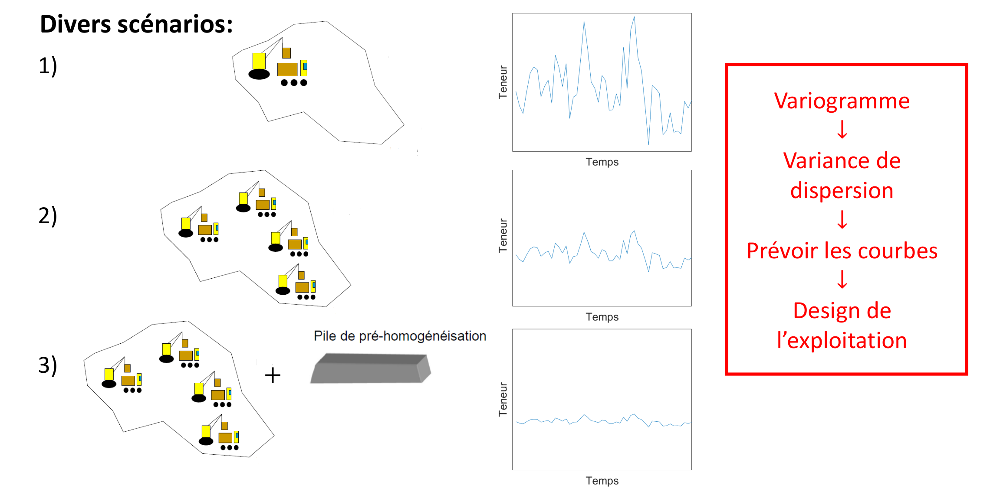 Divers scénarios:
1)
Teneur
Temps
2)
Teneur
Temps
3)
Pile de pré-homogénéisation
+
Teneur
Temps
Variogramme
↓
Variance de
dispersion
↓
Prévoir les courbes
↓
Design de
l’exploitation